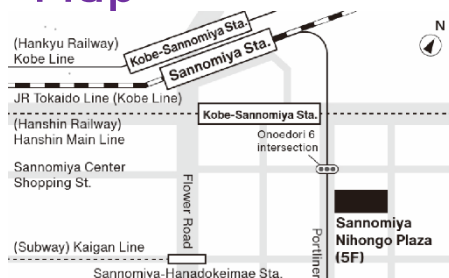 Map
N
(Hankyu Railway)
Kobe Line
Kobe-Sannomiya Sta.
Sannomiya Sta.
JR Tokaido Line (Kobe Line)
Kobe-Sannomiya Sta.
(Hanshin Railway)
Hanshin Main Line
Onoedori 6
intersection
Sannomiya Center
Shopping St.
Flower Road
Sannomiya
Nihongo Plaza
(5F)
Portliner
(Subway) Kaigan Line
Sannomiya-Hanadokeimae Sta.